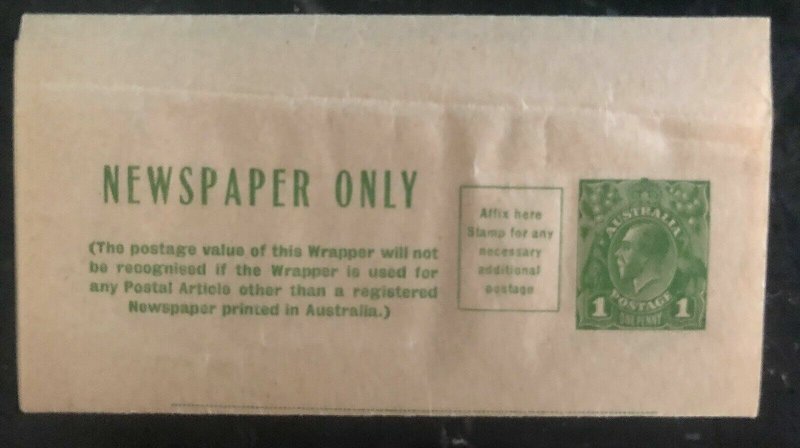 NEWSPAPER ONLY
(The postage value of this Wrapper will not
be recognised if the Wrapper is used for
any Postal Article other than a registered
Newspaper printed in Australia.)
Affix here
Stamp for any
necessary
additional
postage
AUSTRALIA
POSTAGE
1 ONE PENNY 1